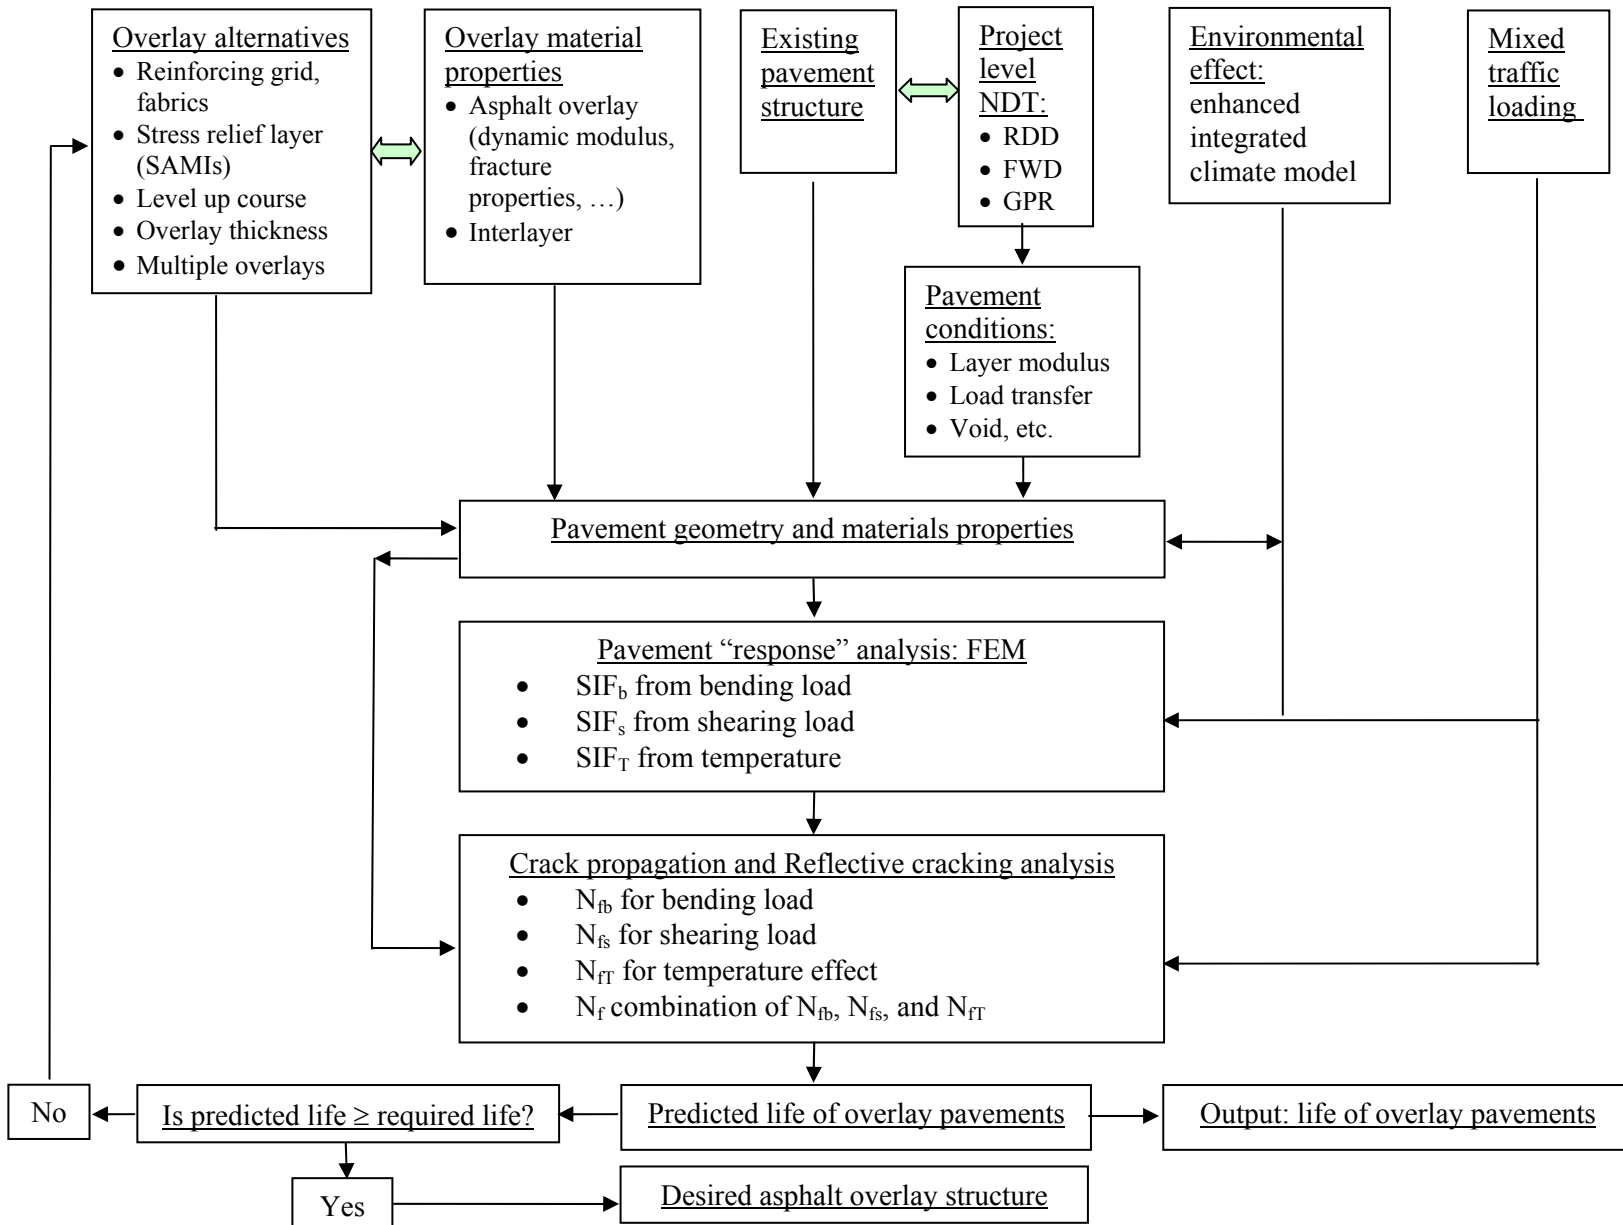 Overlay alternatives
• Reinforcing grid,
fabrics
• Stress relief layer
(SAMIs)
• Level up course
• Overlay thickness
• Multiple overlays
Overlay material
properties
• Asphalt overlay
(dynamic modulus,
fracture
properties, …)
• Interlayer
Existing
pavement
structure
Project
level
NDT:
• RDD
• FWD
• GPR
Environmental
effect:
enhanced
integrated
climate model
Mixed
traffic
loading
Pavement
conditions:
• Layer modulus
• Load transfer
• Void, etc.
Pavement geometry and materials properties
Pavement “response” analysis: FEM
• SIFb from bending load
• SIFs from shearing load
• SIFT from temperature
Crack propagation and Reflective cracking analysis
• Nfb for bending load
• Nfs for shearing load
• NfT for temperature effect
• Nf combination of Nfb, Nfs, and NfT
No
Is predicted life ≥ required life?
Predicted life of overlay pavements
Output: life of overlay pavements
Yes
Desired asphalt overlay structure